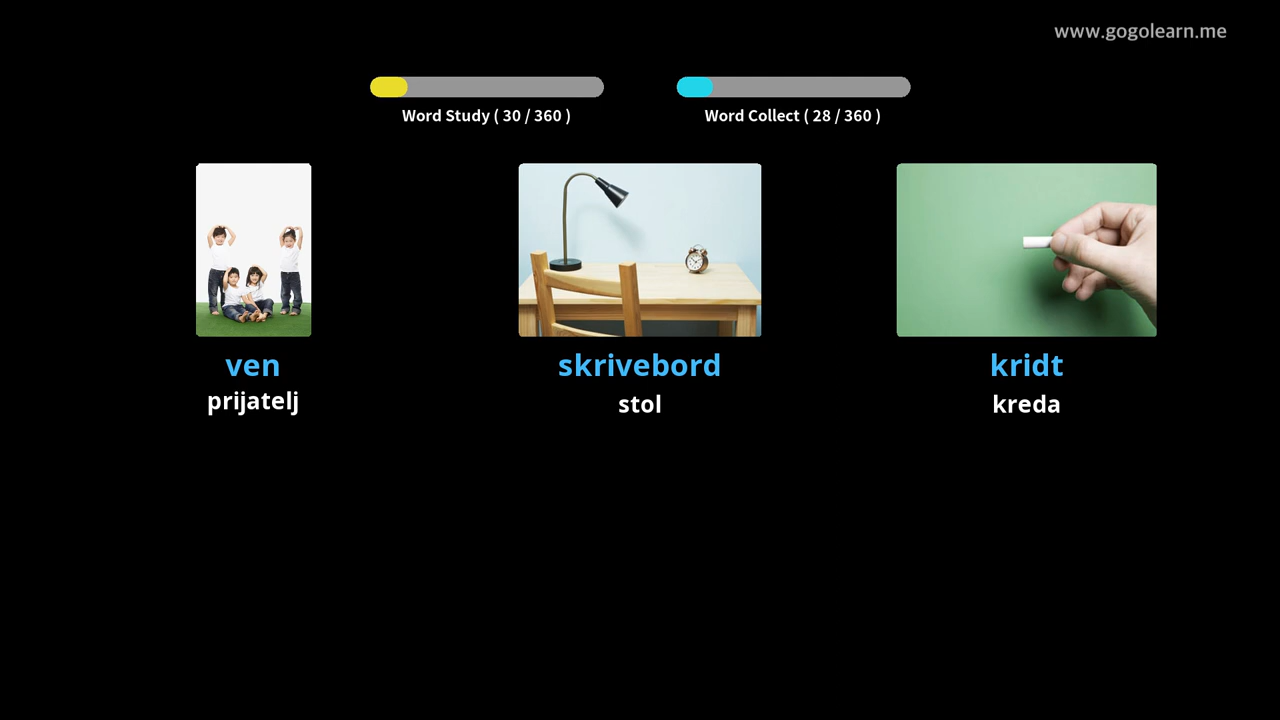 www.gogolearn.me
Word Study ( 30 / 360 )
Word Collect ( 28 / 360 )
ven
prijatelj
skrivebord
stol
kridt
kreda